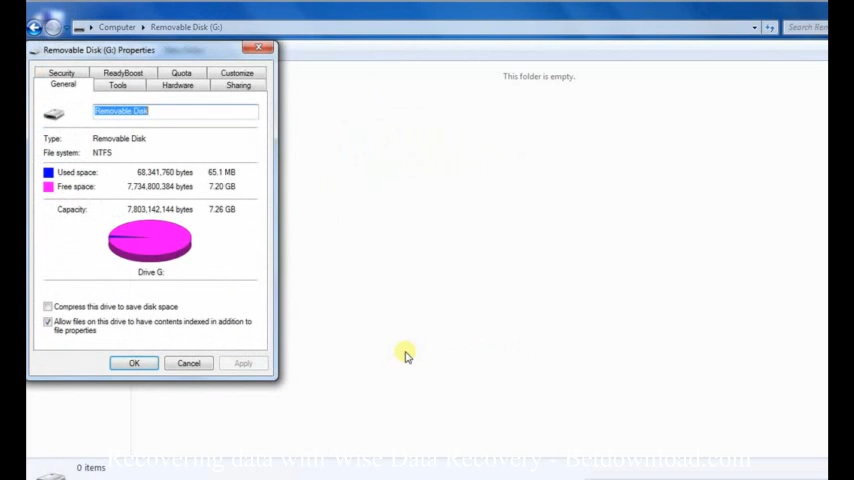 Computer Removable Disk (G:)
Search Rem
Removable Disk (G:) Properties
Security ReadyBoost Quota Customize
General Tools Hardware Sharing
This folder is empty.
Removable Disk
Type: Removable Disk
File system: NTFS
Used space: 68,341,760 bytes 65.1 MB
Free space: 7,734,800,384 bytes 7.20 GB
Capacity: 7,803,142,144 bytes 7.26 GB
Drive G:
Compress this drive to save disk space
Allow files on this drive to have contents indexed in addition to
file properties
OK Cancel Apply
Recovering data with Wise Data Recovery - Betdownload.com
0 items